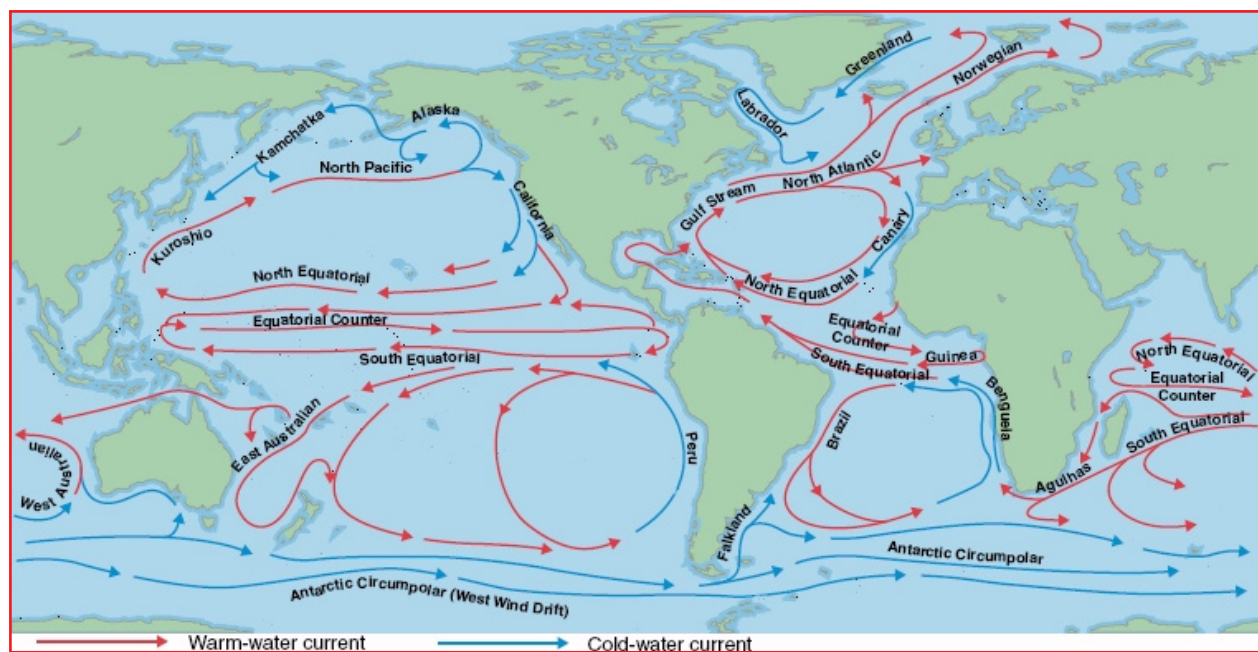 Greenland
Norwegian
Labrador
Alaska
Kamchatka
North Pacific
North Atlantic
Gulf Stream
California
Canary
Kuroshio
North Equatorial
North Equatorial
Equatorial Counter
Equatorial
Counter
South Equatorial
South Equatorial
Guinea
North Equatorial
Equatorial
Counter
South Equatorial
Benguela
Agulhas
Brazil
Peru
East Australian
West Australian
Falkland
Antarctic Circumpolar
Antarctic Circumpolar (West Wind Drift)
Warm-water current
Cold-water current